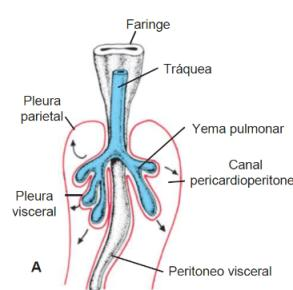 Faringe
Tráquea
Pleura
parietal
Yema pulmonar
Canal
pericardioperitone
Pleura
visceral
A
Peritoneo visceral